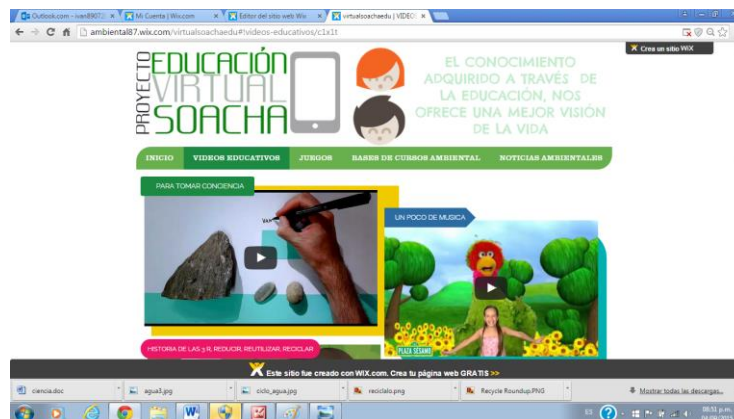 Outlook.com - ivan8907
Mi Cuenta | Wix.com
Editor del sitio web Wix
virtualsoachaedu | VIDEO
ambiental87.wix.com/virtualsoachaedu#!videos-educativos/c1x1t
Crea un sitio WIX
PROYECTO
EDUCACIÓN
VIRTUAL
SOACHA
EL CONOCIMIENTO
ADQUIRIDO A TRAVÉS DE
LA EDUCACIÓN, NOS
OFRECE UNA MEJOR VISIÓN
DE LA VIDA
INICIO VIDEOS EDUCATIVOS JUEGOS BASES DE CURSOS AMBIENTAL NOTICIAS AMBIENTALES
PARA TOMAR CONCIENCIA
UN POCO DE MUSICA
PLAZA SÉSAMO
HISTORIA DE LAS 3 R, REDUCIR, REUTILIZAR, RECICLAR
Este sitio fue creado con WIX.com. Crea tu página web GRATIS >>
ciencia.doc agua3.jpg ciclo_agua.jpg reciclalo.png Recycle Roundup.PNG Mostrar todas las descargas...
08:51 p.m.